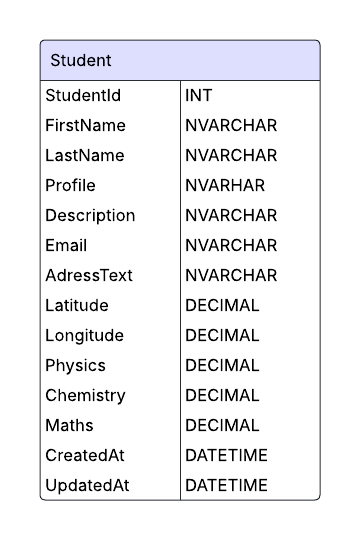 Student
StudentId INT
FirstName NVARCHAR
LastName NVARCHAR
Profile NVARHAR
Description NVARCHAR
Email NVARCHAR
AdressText NVARCHAR
Latitude DECIMAL
Longitude DECIMAL
Physics DECIMAL
Chemistry DECIMAL
Maths DECIMAL
CreatedAt DATETIME
UpdatedAt DATETIME